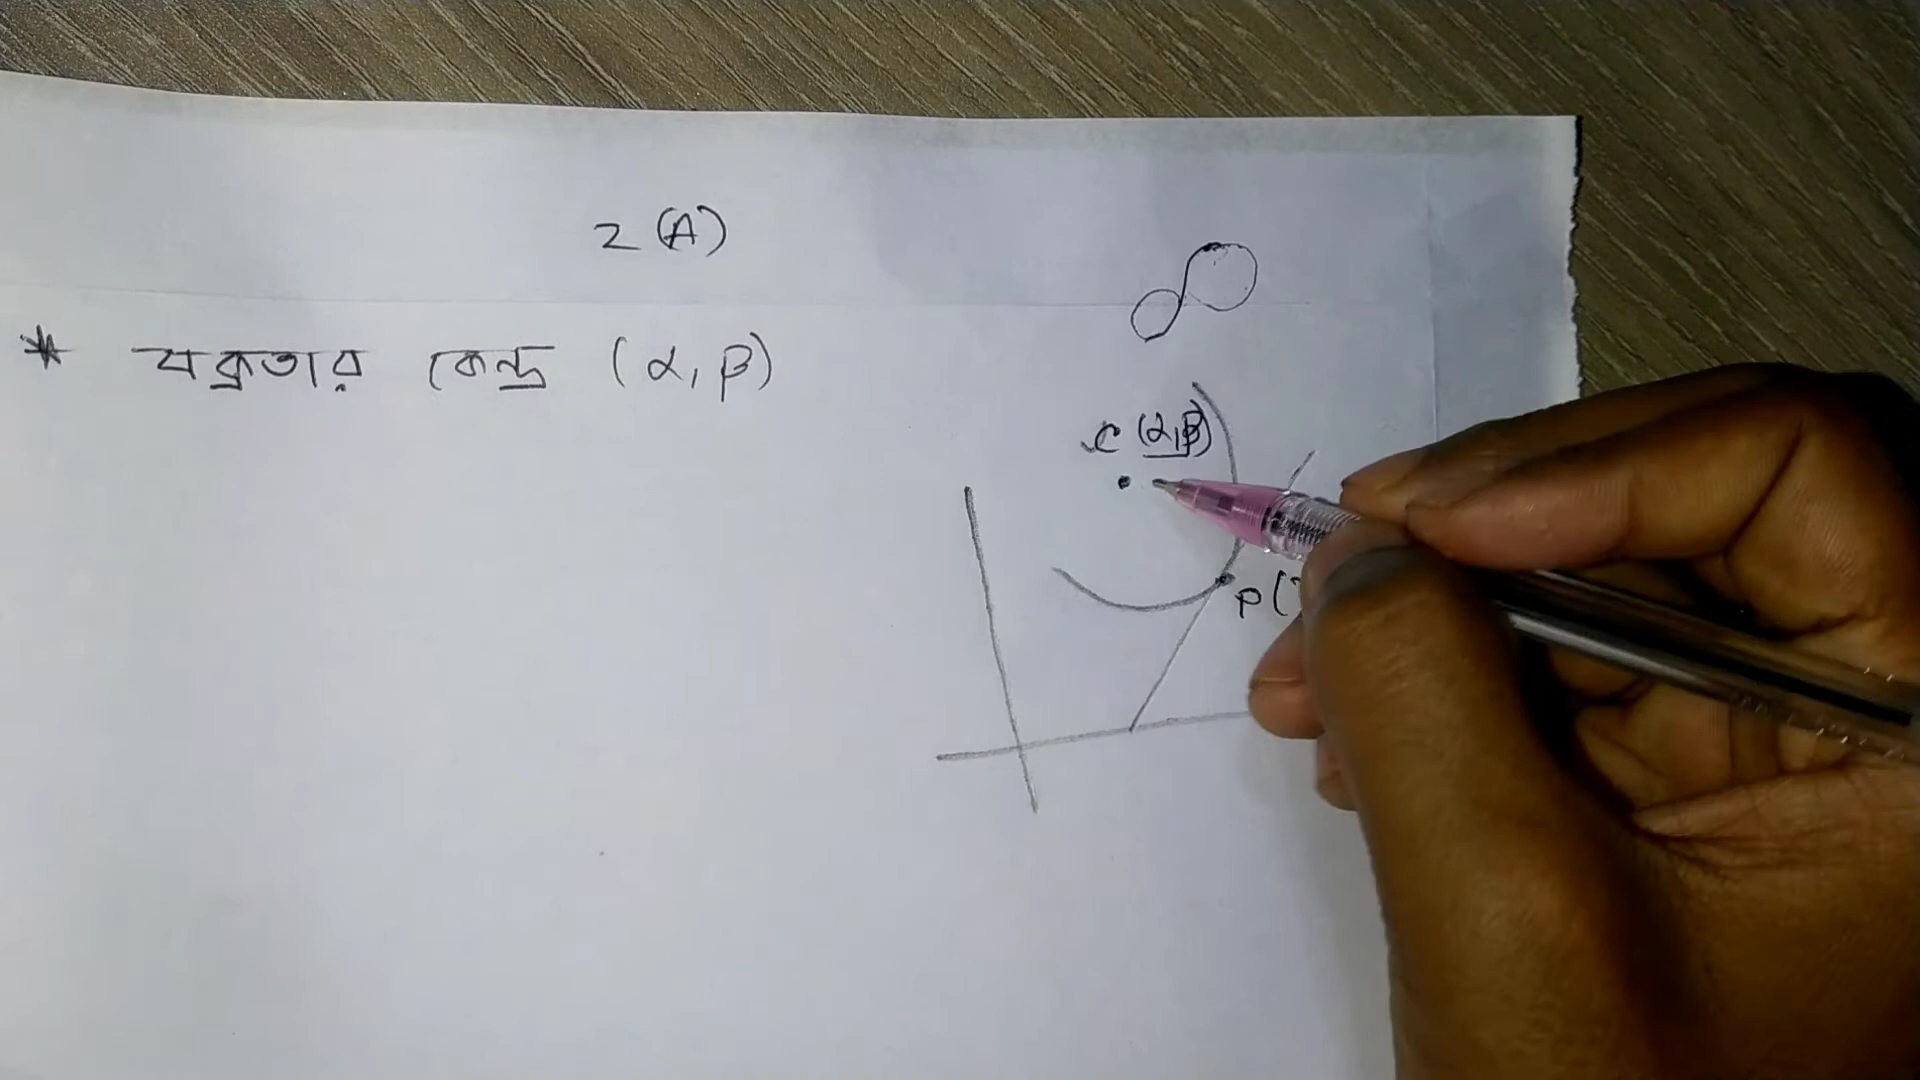 2 (A)
* বক্রতার কেন্দ্র (α, β)
C (α, β)
P (